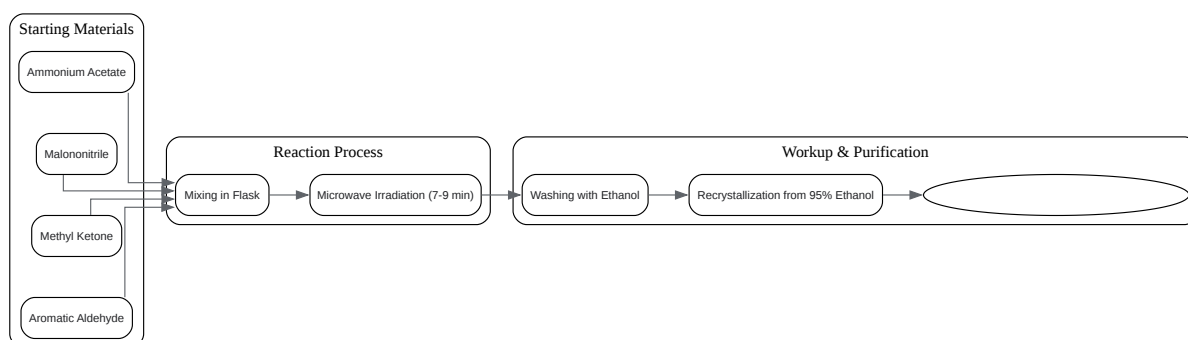 Starting Materials
Ammonium Acetate
Malononitrile
Methyl Ketone
Aromatic Aldehyde
Reaction Process
Mixing in Flask
Microwave Irradiation (7-9 min)
Workup & Purification
Washing with Ethanol
Recrystallization from 95% Ethanol